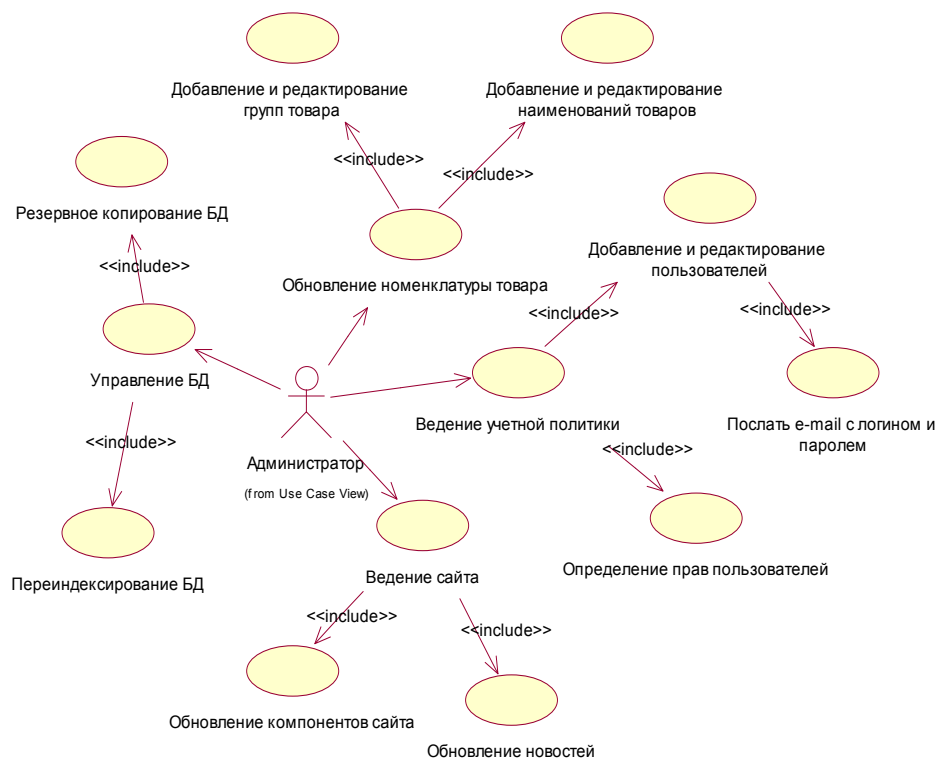 Добавление и редактирование
групп товара
Добавление и редактирование
наименований товаров
<<include>>
<<include>>
Резервное копирование БД
Добавление и редактирование
пользователей
<<include>>
Обновление номенклатуры товара
<<include>>
<<include>>
Управление БД
Ведение учетной политики
Послать e-mail с логином и
паролем
<<include>>
<<include>>
Администратор
(from Use Case View)
Переиндексирование БД
Ведение сайта
Определение прав пользователей
<<include>>
<<include>>
Обновление компонентов сайта
Обновление новостей